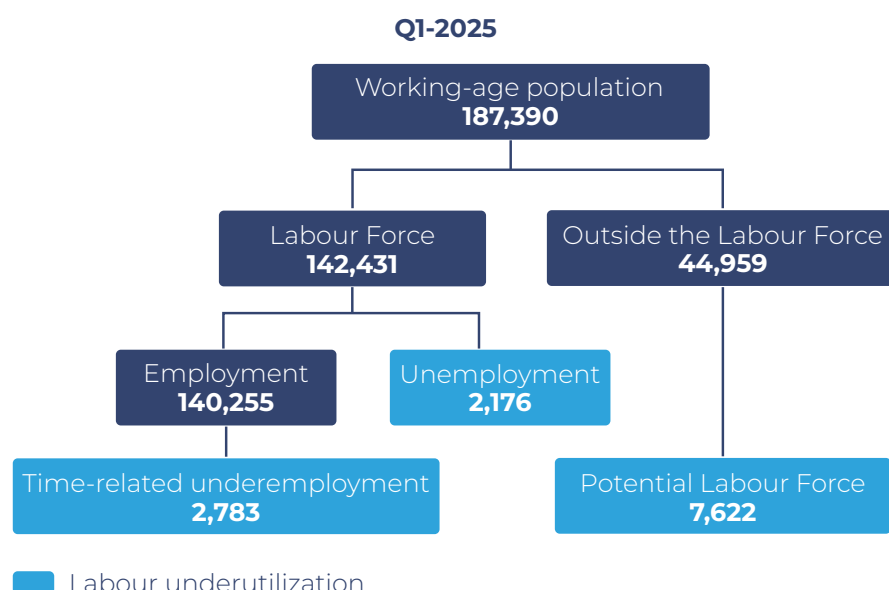 Q1-2025
Working-age population
187,390
Labour Force
142,431
Outside the Labour Force
44,959
Employment
140,255
Unemployment
2,176
Time-related underemployment
2,783
Potential Labour Force
7,622
Labour underutilization